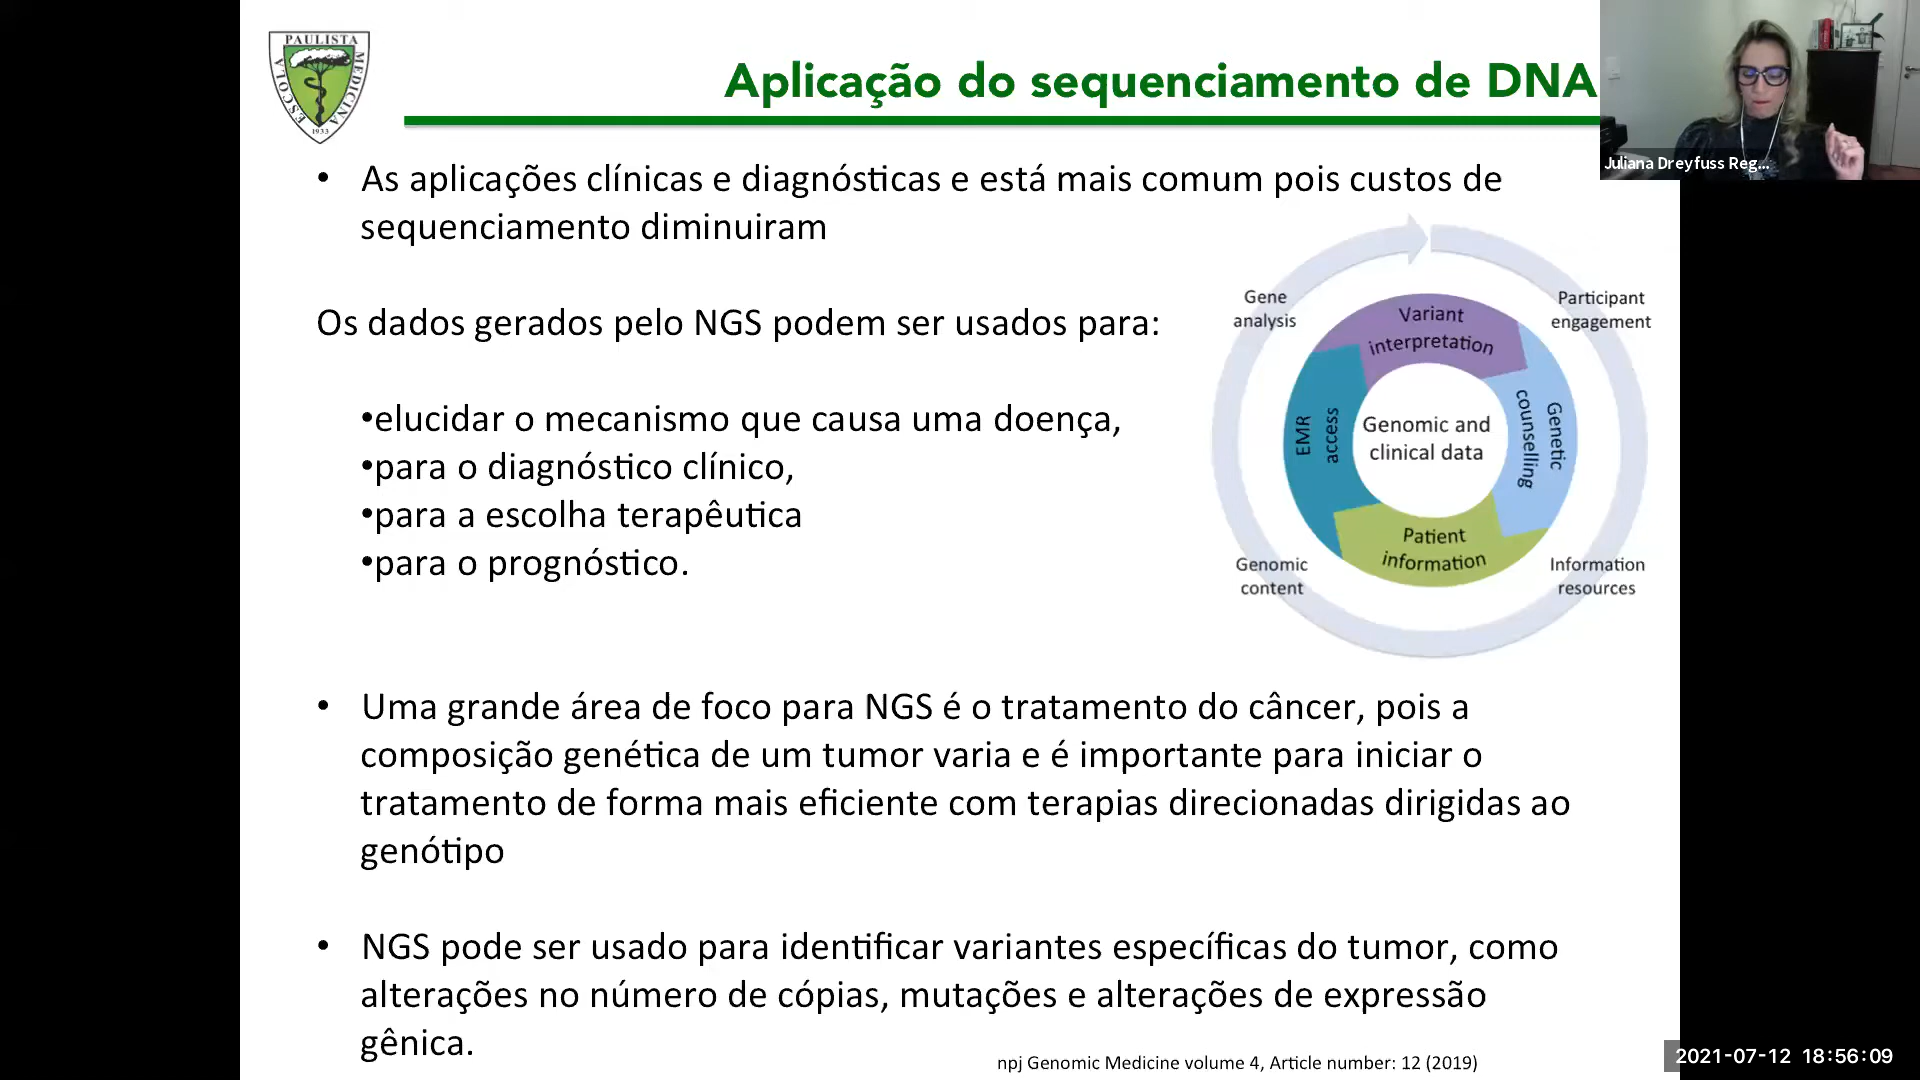 PAULISTA
ESCOLA
MEDICINA
1933
Aplicação do sequenciamento de DNA
Juliana Dreyfuss Reg...
• As aplicações clínicas e diagnósticas e está mais comum pois custos de
sequenciamento diminuiram
Os dados gerados pelo NGS podem ser usados para:
•elucidar o mecanismo que causa uma doença,
•para o diagnóstico clínico,
•para a escolha terapêutica
•para o prognóstico.
Gene
analysis
Participant
engagement
Variant
interpretation
EMR
access
Genomic and
clinical data
Genetic
counselling
Patient
information
Genomic
content
Information
resources
• Uma grande área de foco para NGS é o tratamento do câncer, pois a
composição genética de um tumor varia e é importante para iniciar o
tratamento de forma mais eficiente com terapias direcionadas dirigidas ao
genótipo
• NGS pode ser usado para identificar variantes específicas do tumor, como
alterações no número de cópias, mutações e alterações de expressão
gênica.
npj Genomic Medicine volume 4, Article number: 12 (2019)
2021-07-12 18:56:09